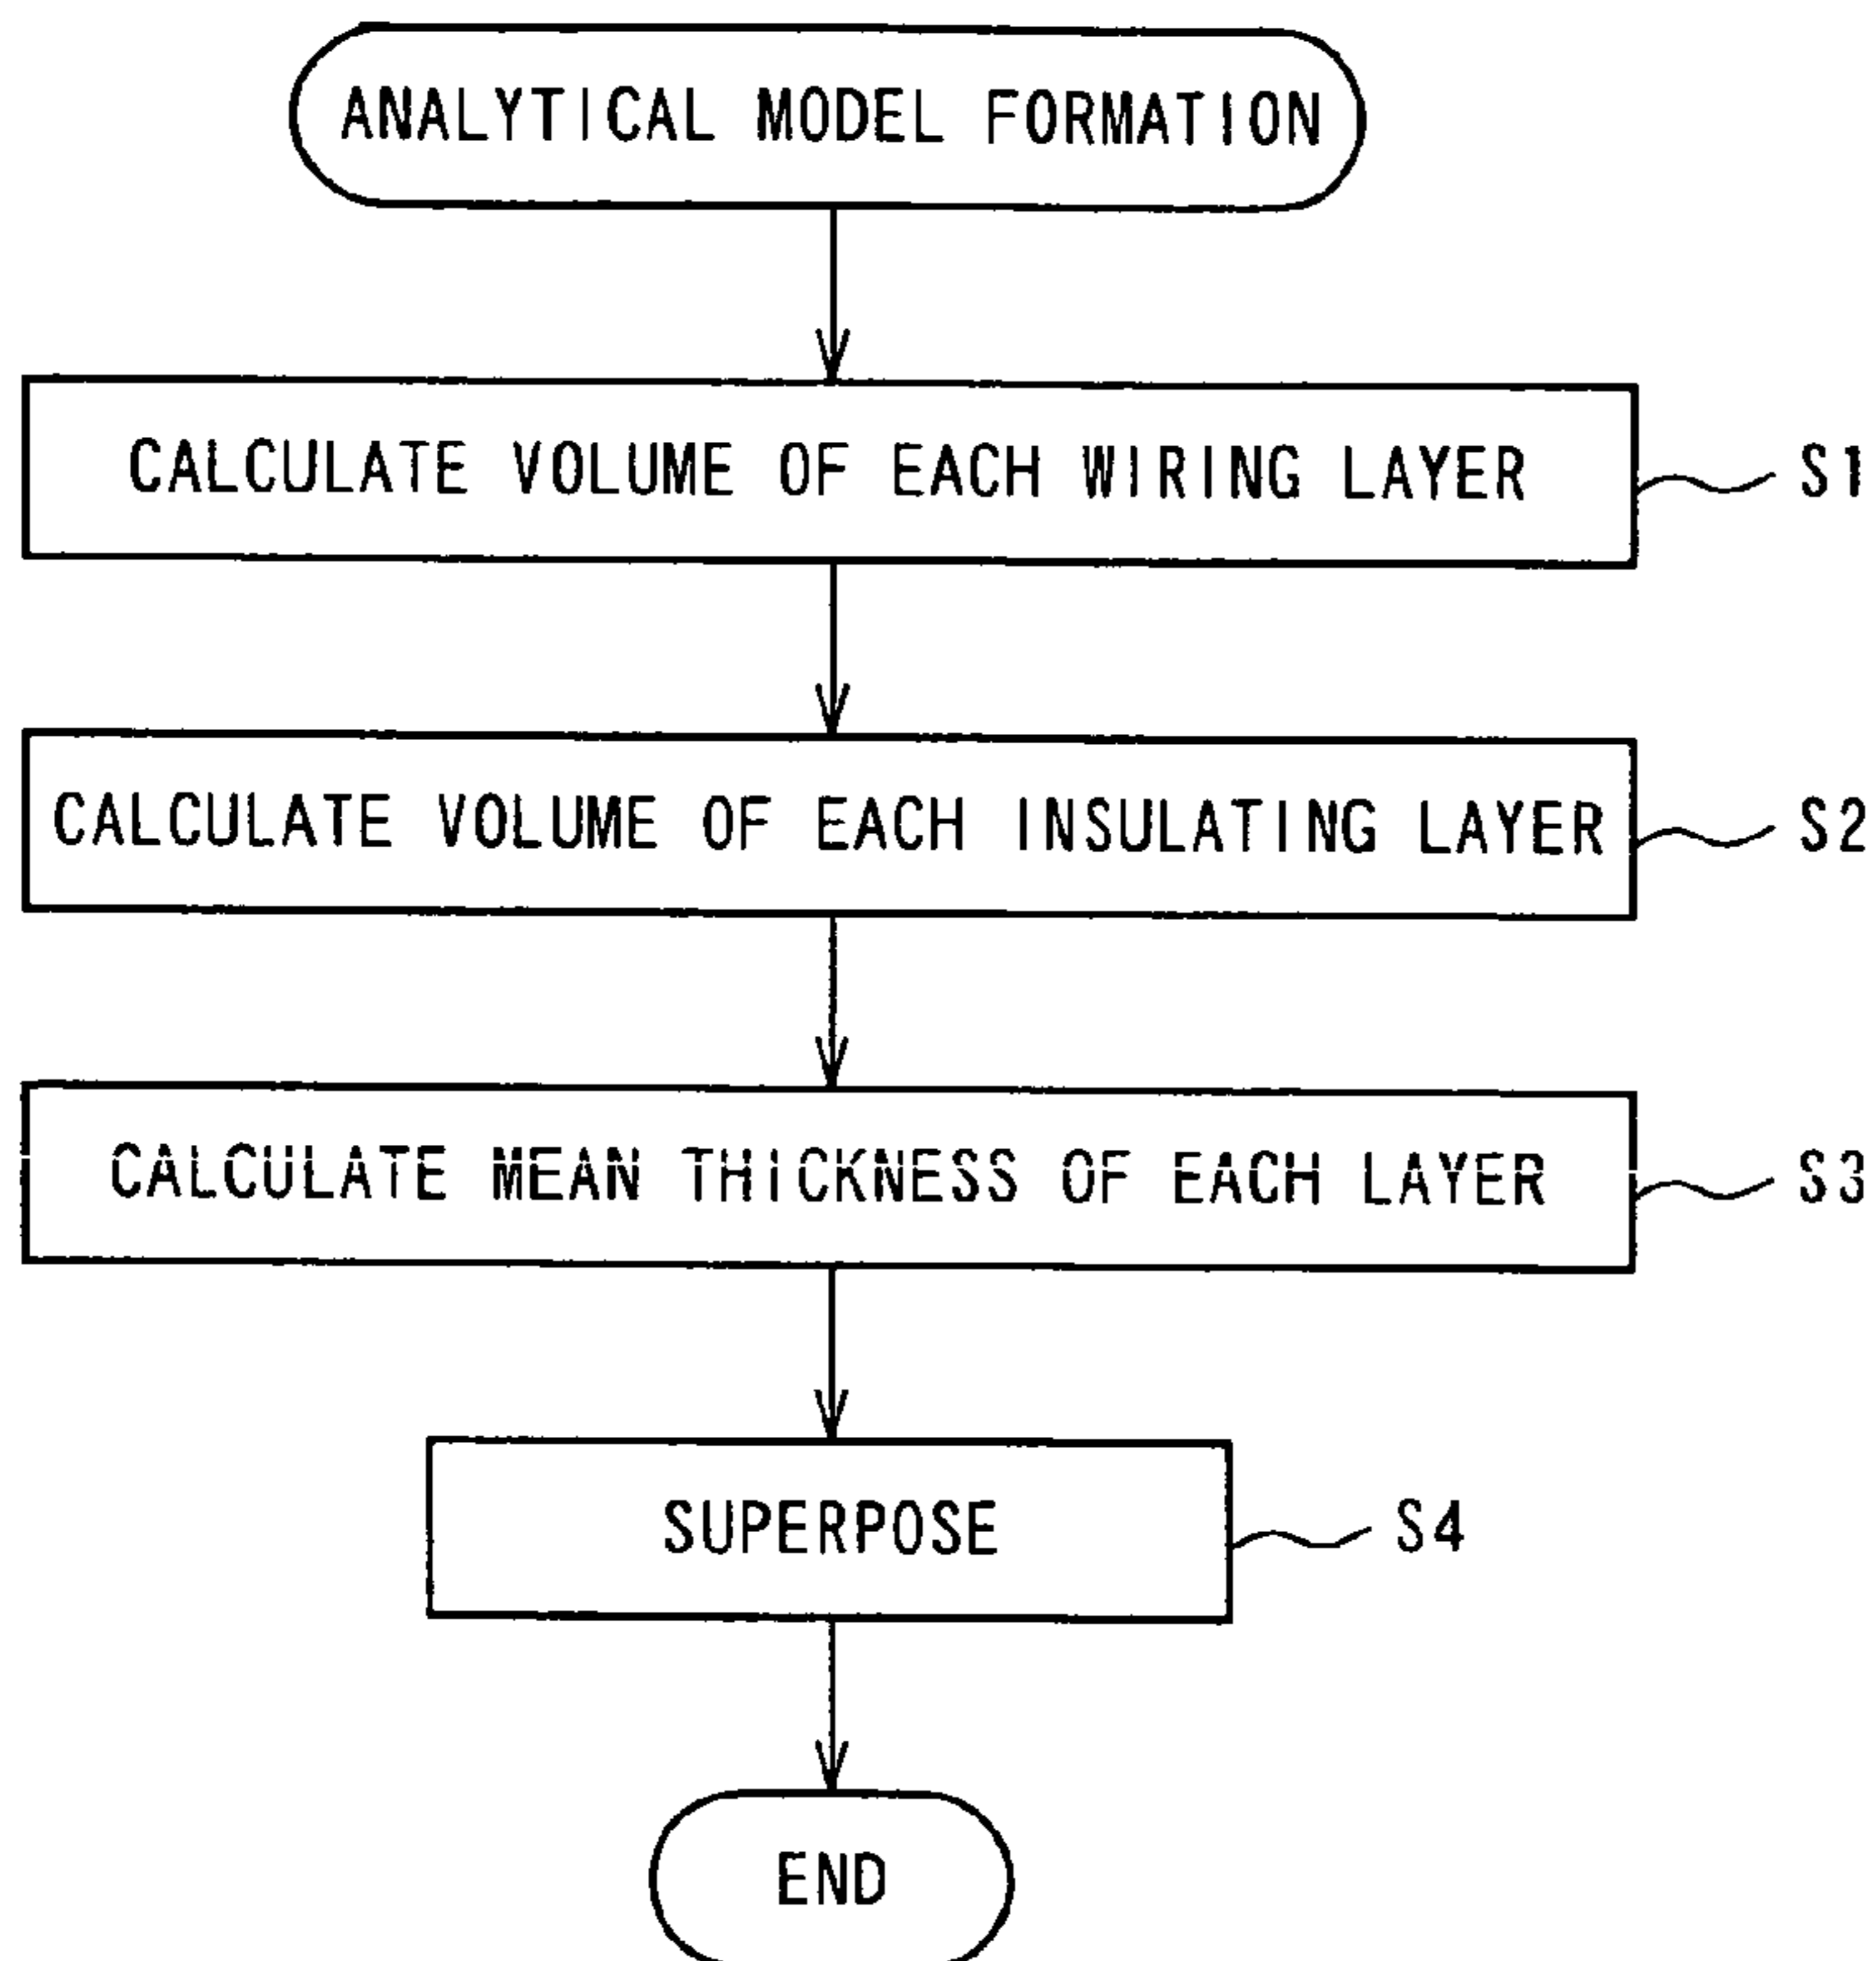 ANALYTICAL MODEL FORMATION
CALCULATE VOLUME OF EACH WIRING LAYER
S1
CALCULATE VOLUME OF EACH INSULATING LAYER
S2
CALCULATE MEAN THICKNESS OF EACH LAYER
S3
SUPERPOSE
S4
END